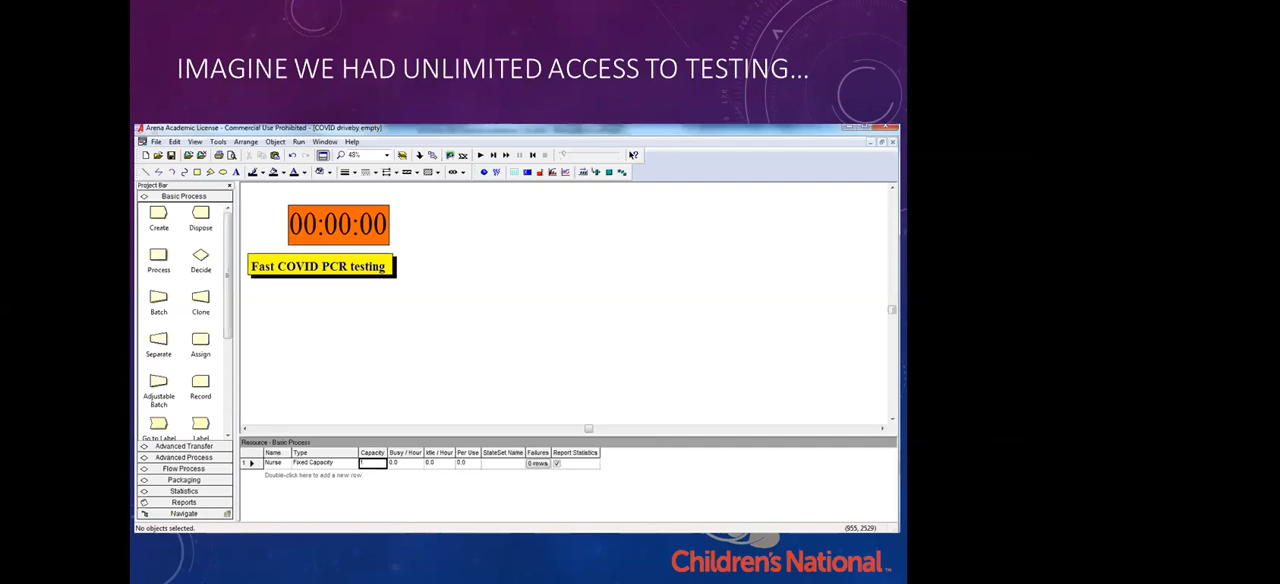 IMAGINE WE HAD UNLIMITED ACCESS TO TESTING...
Arena Academic License - Commercial Use Prohibited - [COVID driveby empty]
File Edit View Tools Arrange Object Run Window Help
48%
A A
Project Bar
Basic Process
Create Dispose
Process Decide
Batch Clone
Separate Assign
Adjustable Batch Record
Go to Label Label
Advanced Transfer
Advanced Process
Flow Process
Packaging
Statistics
Reports
Navigate
00:00:00
Fast COVID PCR testing
Resource - Basic Process
Name Type Capacity Busy / Hour Idle / Hour Per Use StateSet Name Failures Report Statistics
1 Nurse Fixed Capacity 1 0.0 0.0 0.0 0 rows
Double-click here to add a new row.
No objects selected. (955, 2529)
Children's National ™